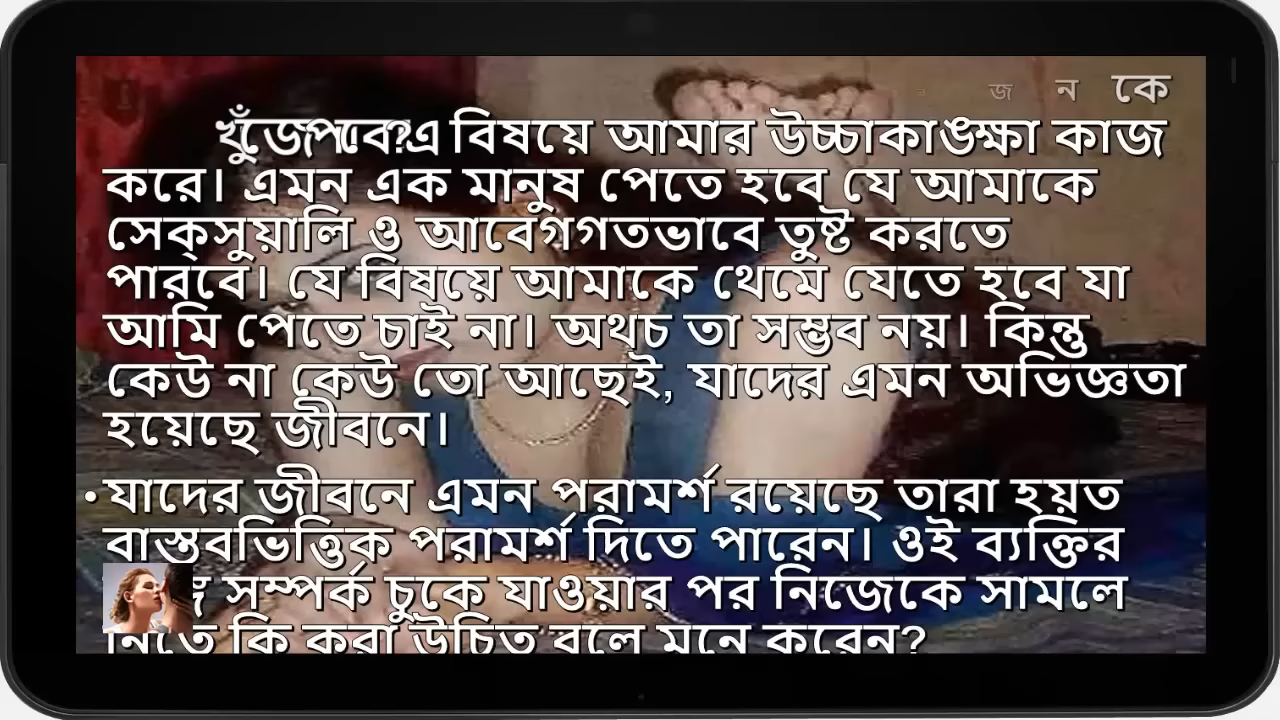 জ ন কে
খুঁজে পাবে? এ বিষয়ে আমার উচ্চাকাঙ্ক্ষা কাজ
করে। এমন এক মানুষ পেতে হবে যে আমাকে
সেক্সুয়ালি ও আবেগগতভাবে তুষ্ট করতে
পারবে। যে বিষয়ে আমাকে থেমে যেতে হবে যা
আমি পেতে চাই না। অথচ তা সম্ভব নয়। কিন্তু
কেউ না কেউ তো আছেই, যাদের এমন অভিজ্ঞতা
হয়েছে জীবনে।
•যাদের জীবনে এমন পরামর্শ রয়েছে তারা হয়ত
বাস্তবভিত্তিক পরামর্শ দিতে পারেন। ওই ব্যক্তির
সম্পর্ক চুকে যাওয়ার পর নিজেকে সামলে
নিতে কি করা উচিত বলে মনে করেন?